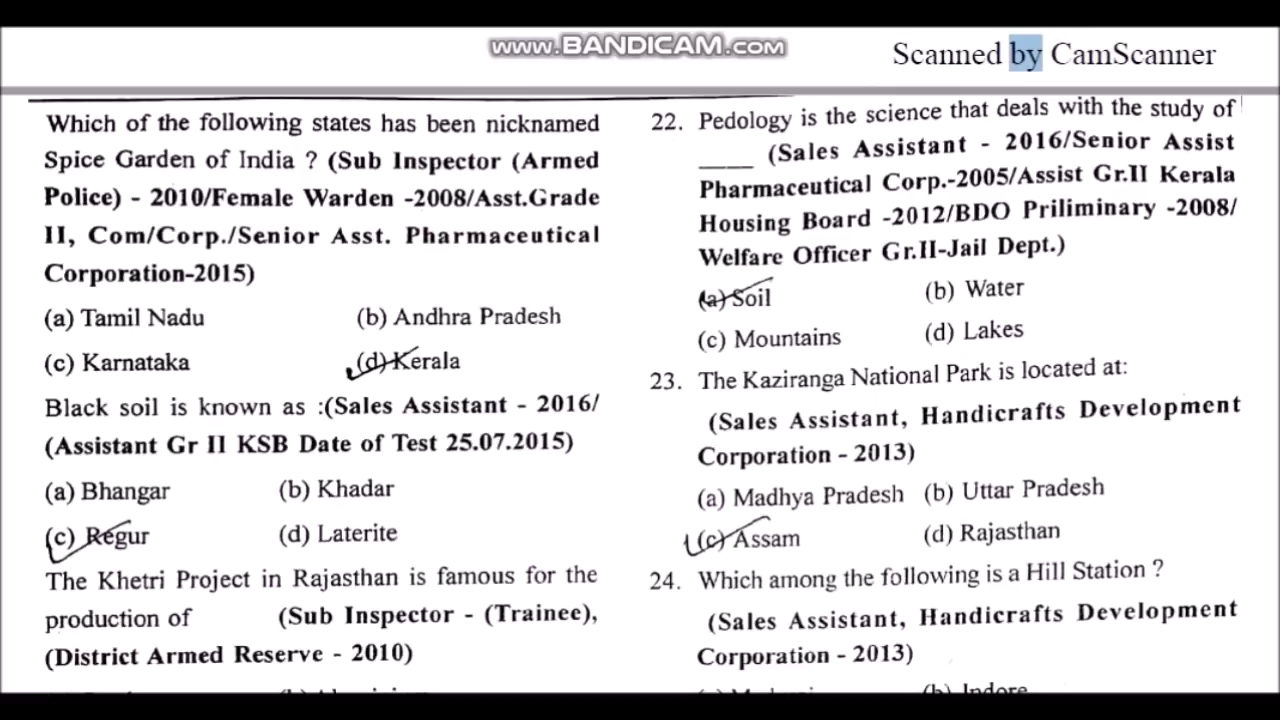 www.BANDICAM.com
Scanned by CamScanner
Which of the following states has been nicknamed
Spice Garden of India ? (Sub Inspector (Armed
Police) - 2010/Female Warden -2008/Asst.Grade
II, Com/Corp./Senior Asst. Pharmaceutical
Corporation-2015)
(a) Tamil Nadu (b) Andhra Pradesh
(c) Karnataka (d) Kerala
Black soil is known as :(Sales Assistant - 2016/
(Assistant Gr II KSB Date of Test 25.07.2015)
(a) Bhangar (b) Khadar
(c) Regur (d) Laterite
The Khetri Project in Rajasthan is famous for the
production of (Sub Inspector - (Trainee),
(District Armed Reserve - 2010)
22. Pedology is the science that deals with the study of
____ (Sales Assistant - 2016/Senior Assist
Pharmaceutical Corp.-2005/Assist Gr.II Kerala
Housing Board -2012/BDO Priliminary -2008/
Welfare Officer Gr.II-Jail Dept.)
(a) Soil (b) Water
(c) Mountains (d) Lakes
23. The Kaziranga National Park is located at:
(Sales Assistant, Handicrafts Development
Corporation - 2013)
(a) Madhya Pradesh (b) Uttar Pradesh
(c) Assam (d) Rajasthan
24. Which among the following is a Hill Station ?
(Sales Assistant, Handicrafts Development
Corporation - 2013)
(b) Indore